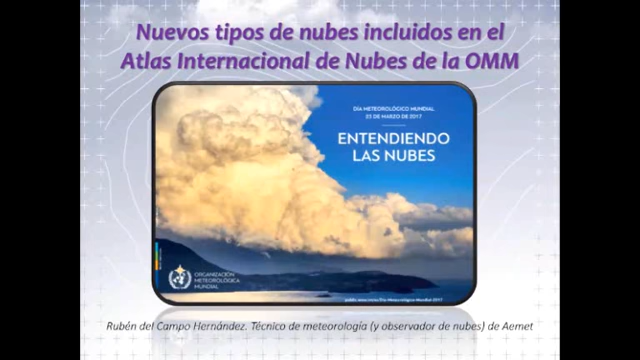 Nuevos tipos de nubes incluidos en el
Atlas Internacional de Nubes de la OMM
DÍA METEOROLÓGICO MUNDIAL
23 DE MARZO DE 2017
ENTENDIENDO
LAS NUBES
ORGANIZACIÓN
METEOROLÓGICA
MUNDIAL
Rubén del Campo Hernández. Técnico de meteorología (y observador de nubes) de Aemet